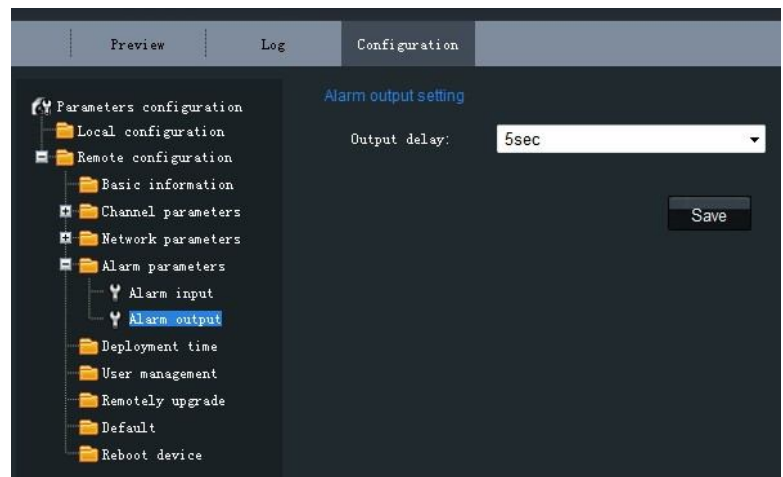 Preview
Log
Configuration
Parameters configuration
Local configuration
Remote configuration
Basic information
Channel parameters
Network parameters
Alarm parameters
Alarm input
Alarm output
Deployment time
User management
Remotely upgrade
Default
Reboot device
Alarm output setting
Output delay: 5sec
Save